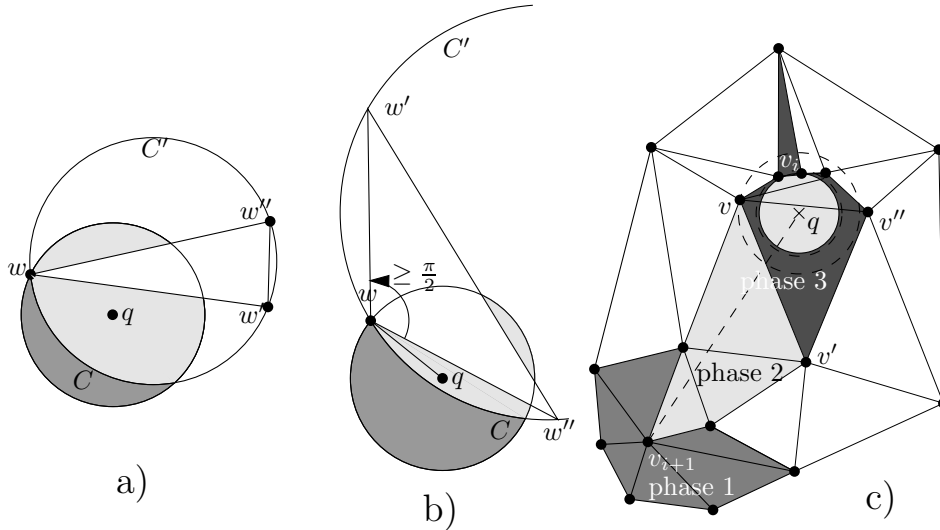 C'
w''
w
w'
q
C
a)
C'
w'
w
≥ π/2
q
C
w''
b)
v_i
v
q
v''
phase 3
v'
phase 2
v_{i+1}
phase 1
c)